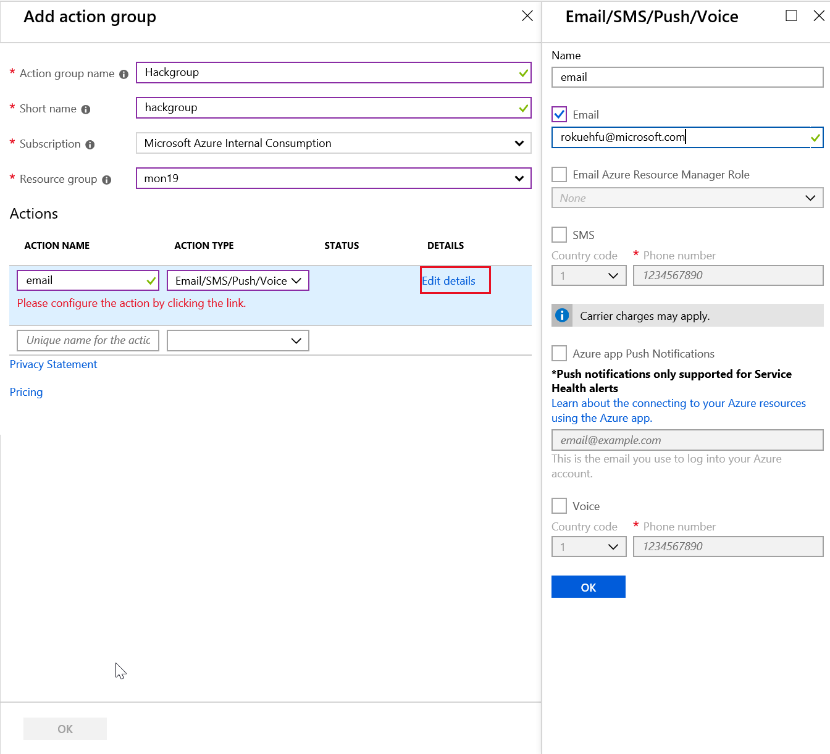 Add action group
* Action group name
Hackgroup
* Short name
hackgroup
* Subscription
Microsoft Azure Internal Consumption
* Resource group
mon19
Actions
ACTION NAME ACTION TYPE STATUS DETAILS
email Email/SMS/Push/Voice Edit details
Please configure the action by clicking the link.
Unique name for the actic
Privacy Statement
Pricing
OK
Email/SMS/Push/Voice
Name
email
Email
rokuehfu@microsoft.com
Email Azure Resource Manager Role
None
SMS
Country code * Phone number
1 1234567890
Carrier charges may apply.
Azure app Push Notifications
*Push notifications only supported for Service
Health alerts
Learn about the connecting to your Azure resources
using the Azure app.
email@example.com
This is the email you use to log into your Azure
account.
Voice
Country code * Phone number
1 1234567890
OK